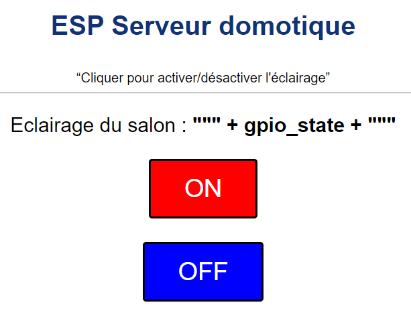 ESP Serveur domotique
“Cliquer pour activer/désactiver l'éclairage”
Eclairage du salon : """ + gpio_state + """
ON
OFF